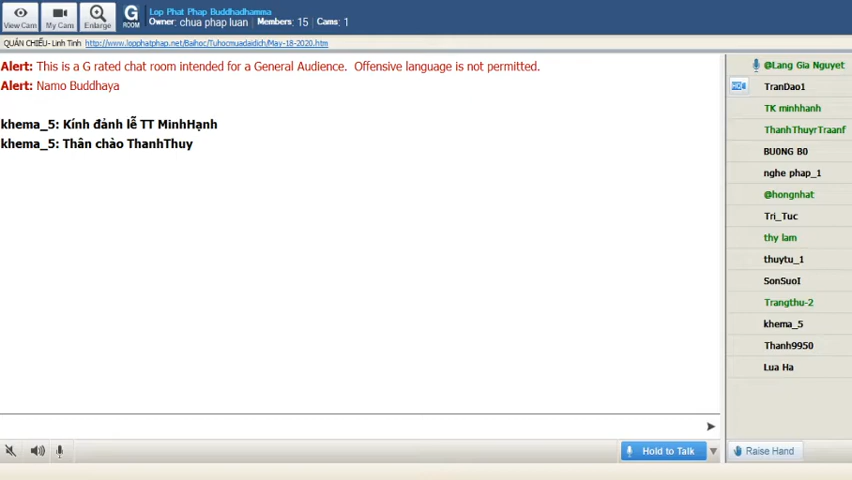 View Cam
My Cam
Enlarge
G
ROOM
Lop Phat Phap Buddhadhamma
Owner: chua phap luan Members: 15 Cams: 1
QUÁN CHIẾU- Linh Tinh http://www.lopphatphap.net/Baihoc/Tuhocmuadaidich/May-18-2020.htm
Alert: This is a G rated chat room intended for a General Audience. Offensive language is not permitted.
Alert: Namo Buddhaya
khema_5: Kính đảnh lễ TT MinhHạnh
khema_5: Thân chào ThanhThuy
@Lang Gia Nguyet
HD
TranDao1
TK minhhanh
ThanhThuyrTraanf
BU0NG B0
nghe phap_1
@hongnhat
Tri_Tuc
thy lam
thuytu_1
SonSuoI
Trangthu-2
khema_5
Thanh9950
Lua Ha
Hold to Talk
Raise Hand